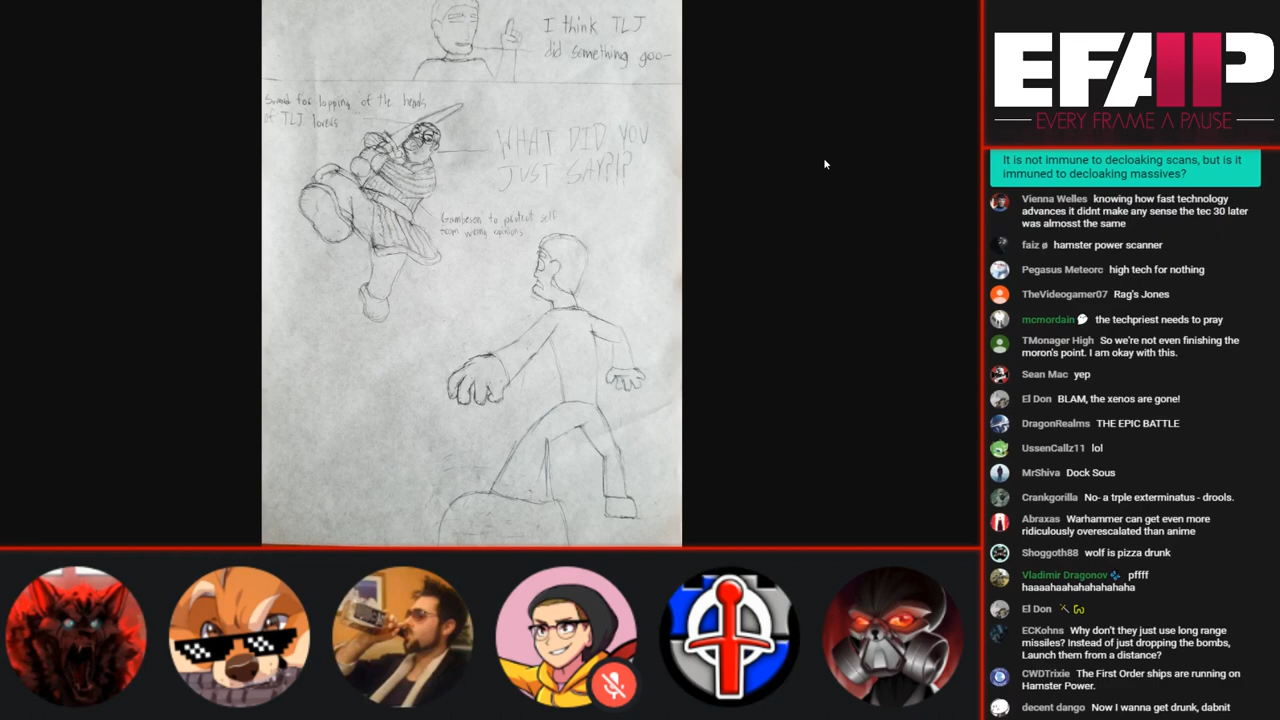 I think TLJ
did something goo-
Sword for lopping of the heads
of TLJ lovers
WHAT DID YOU
JUST SAY?!?
Gambeson to protect self
from wrong opinions
EFAP
EVERY FRAME A PAUSE
It is not immune to decloaking scans, but is it
immuned to decloaking massives?
Vienna Welles knowing how fast technology
advances it didnt make any sense the tec 30 later
was almosst the same
faiz ø hamster power scanner
Pegasus Meteorc high tech for nothing
TheVideogamer07 Rag's Jones
mcmordain the techpriest needs to pray
TMonager High So we're not even finishing the
moron's point. I am okay with this.
Sean Mac yep
El Don BLAM, the xenos are gone!
DragonRealms THE EPIC BATTLE
UssenCallz11 lol
MrShiva Dock Sous
Crankgorilla No- a trple exterminatus - drools.
Abraxas Warhammer can get even more
ridiculously overescalated than anime
Shoggoth88 wolf is pizza drunk
Vladimir Dragonov pffff
haaaahaahahahahahaha
El Don
ECKohns Why don't they just use long range
missiles? Instead of just dropping the bombs,
Launch them from a distance?
CWDTrixie The First Order ships are running on
Hamster Power.
decent dango Now I wanna get drunk, dabnit